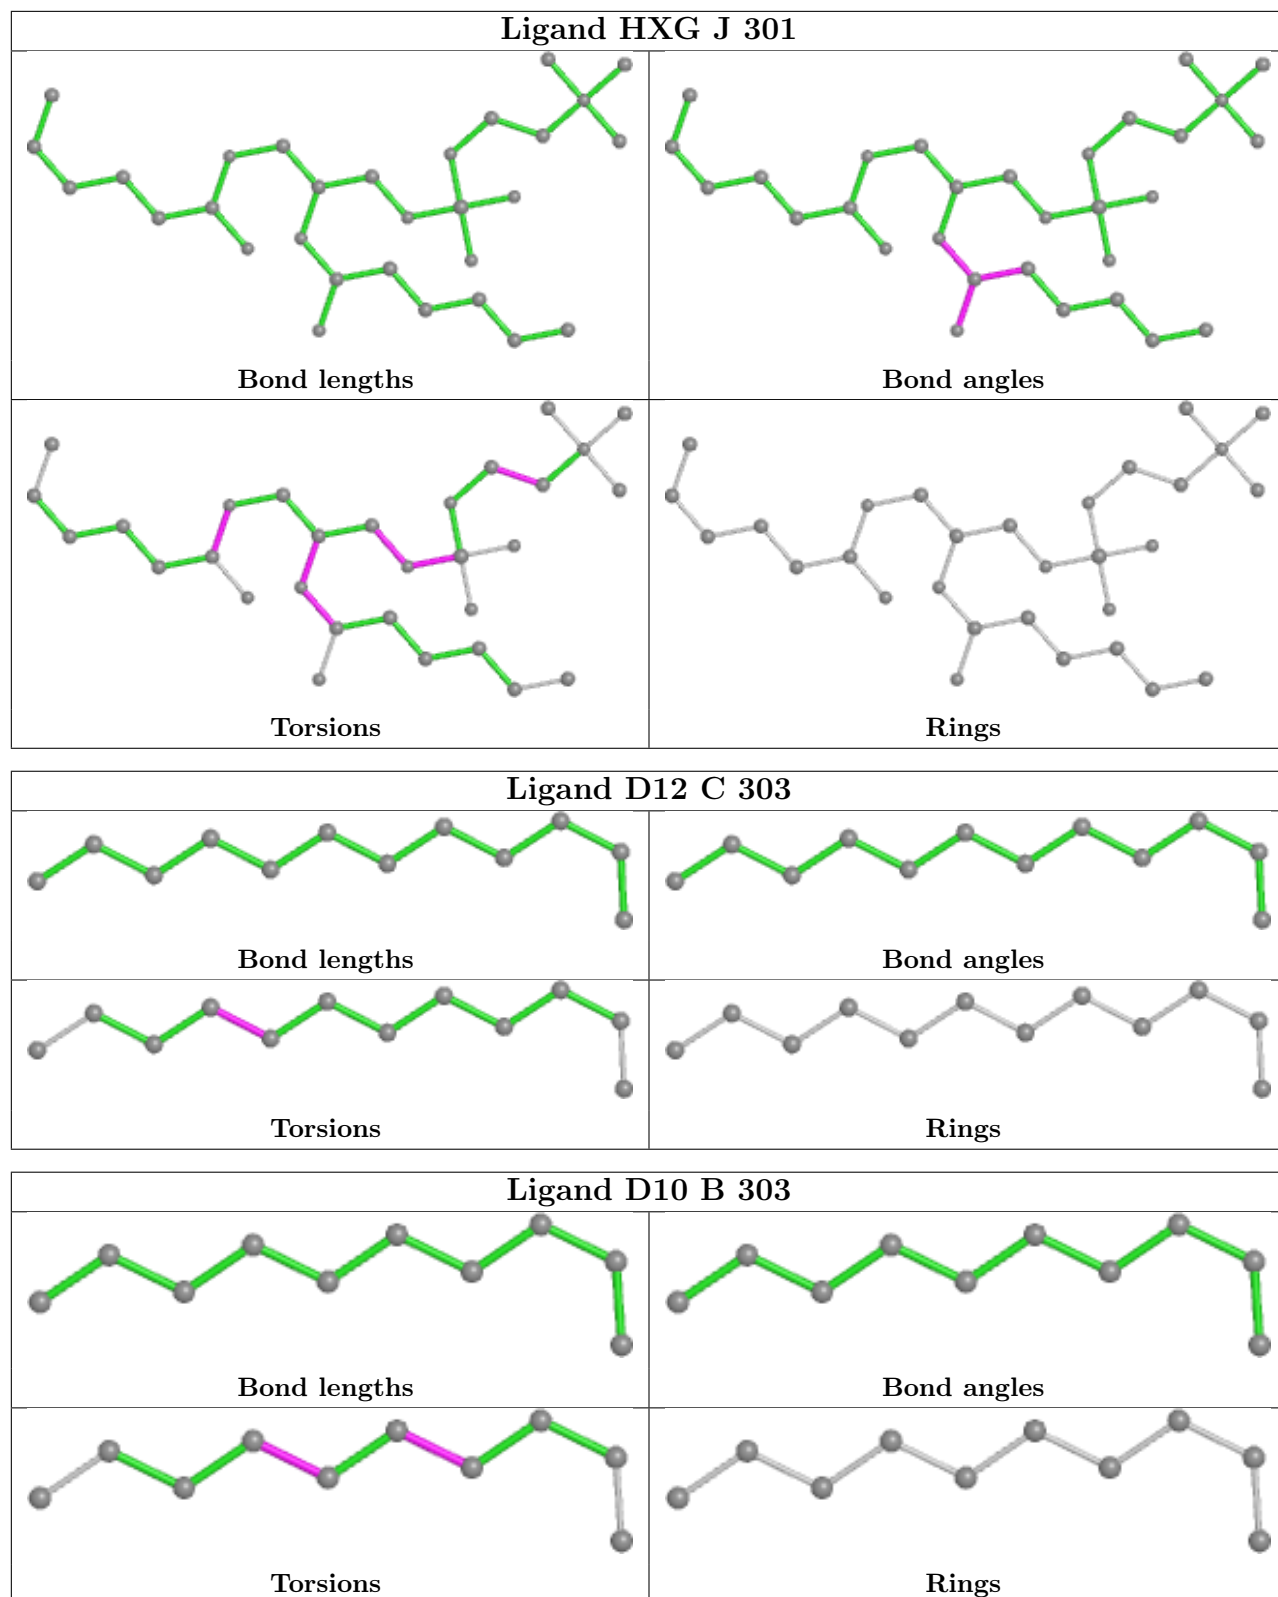 Ligand HXG J 301
Bond lengths
Bond angles
Torsions
Rings
Ligand D12 C 303
Bond lengths
Bond angles
Torsions
Rings
Ligand D10 B 303
Bond lengths
Bond angles
Torsions
Rings